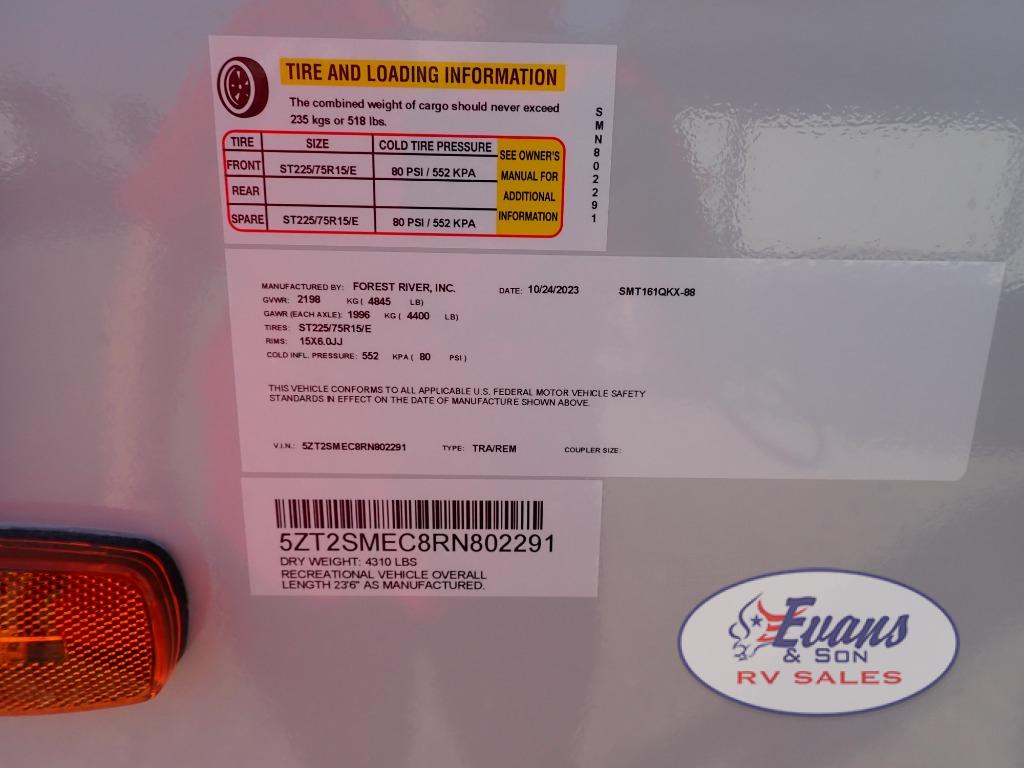 TIRE AND LOADING INFORMATION
The combined weight of cargo should never exceed
235 kgs or 518 lbs.
TIRE SIZE COLD TIRE PRESSURE SEE OWNER'S MANUAL FOR ADDITIONAL INFORMATION
FRONT ST225/75R15/E 80 PSI / 552 KPA
REAR
SPARE ST225/75R15/E 80 PSI / 552 KPA
SMN802291
MANUFACTURED BY: FOREST RIVER, INC. DATE: 10/24/2023 SMT161QKX-88
GVWR: 2198 KG ( 4845 LB)
GAWR (EACH AXLE): 1996 KG ( 4400 LB)
TIRES: ST225/75R15/E
RIMS: 15X6.0JJ
COLD INFL. PRESSURE: 552 KPA ( 80 PSI )
THIS VEHICLE CONFORMS TO ALL APPLICABLE U.S. FEDERAL MOTOR VEHICLE SAFETY
STANDARDS IN EFFECT ON THE DATE OF MANUFACTURE SHOWN ABOVE.
V.I.N.: 5ZT2SMEC8RN802291 TYPE: TRA/REM COUPLER SIZE:
5ZT2SMEC8RN802291
DRY WEIGHT: 4310 LBS
RECREATIONAL VEHICLE OVERALL
LENGTH 23'6" AS MANUFACTURED.
Evans
& SON
RV SALES